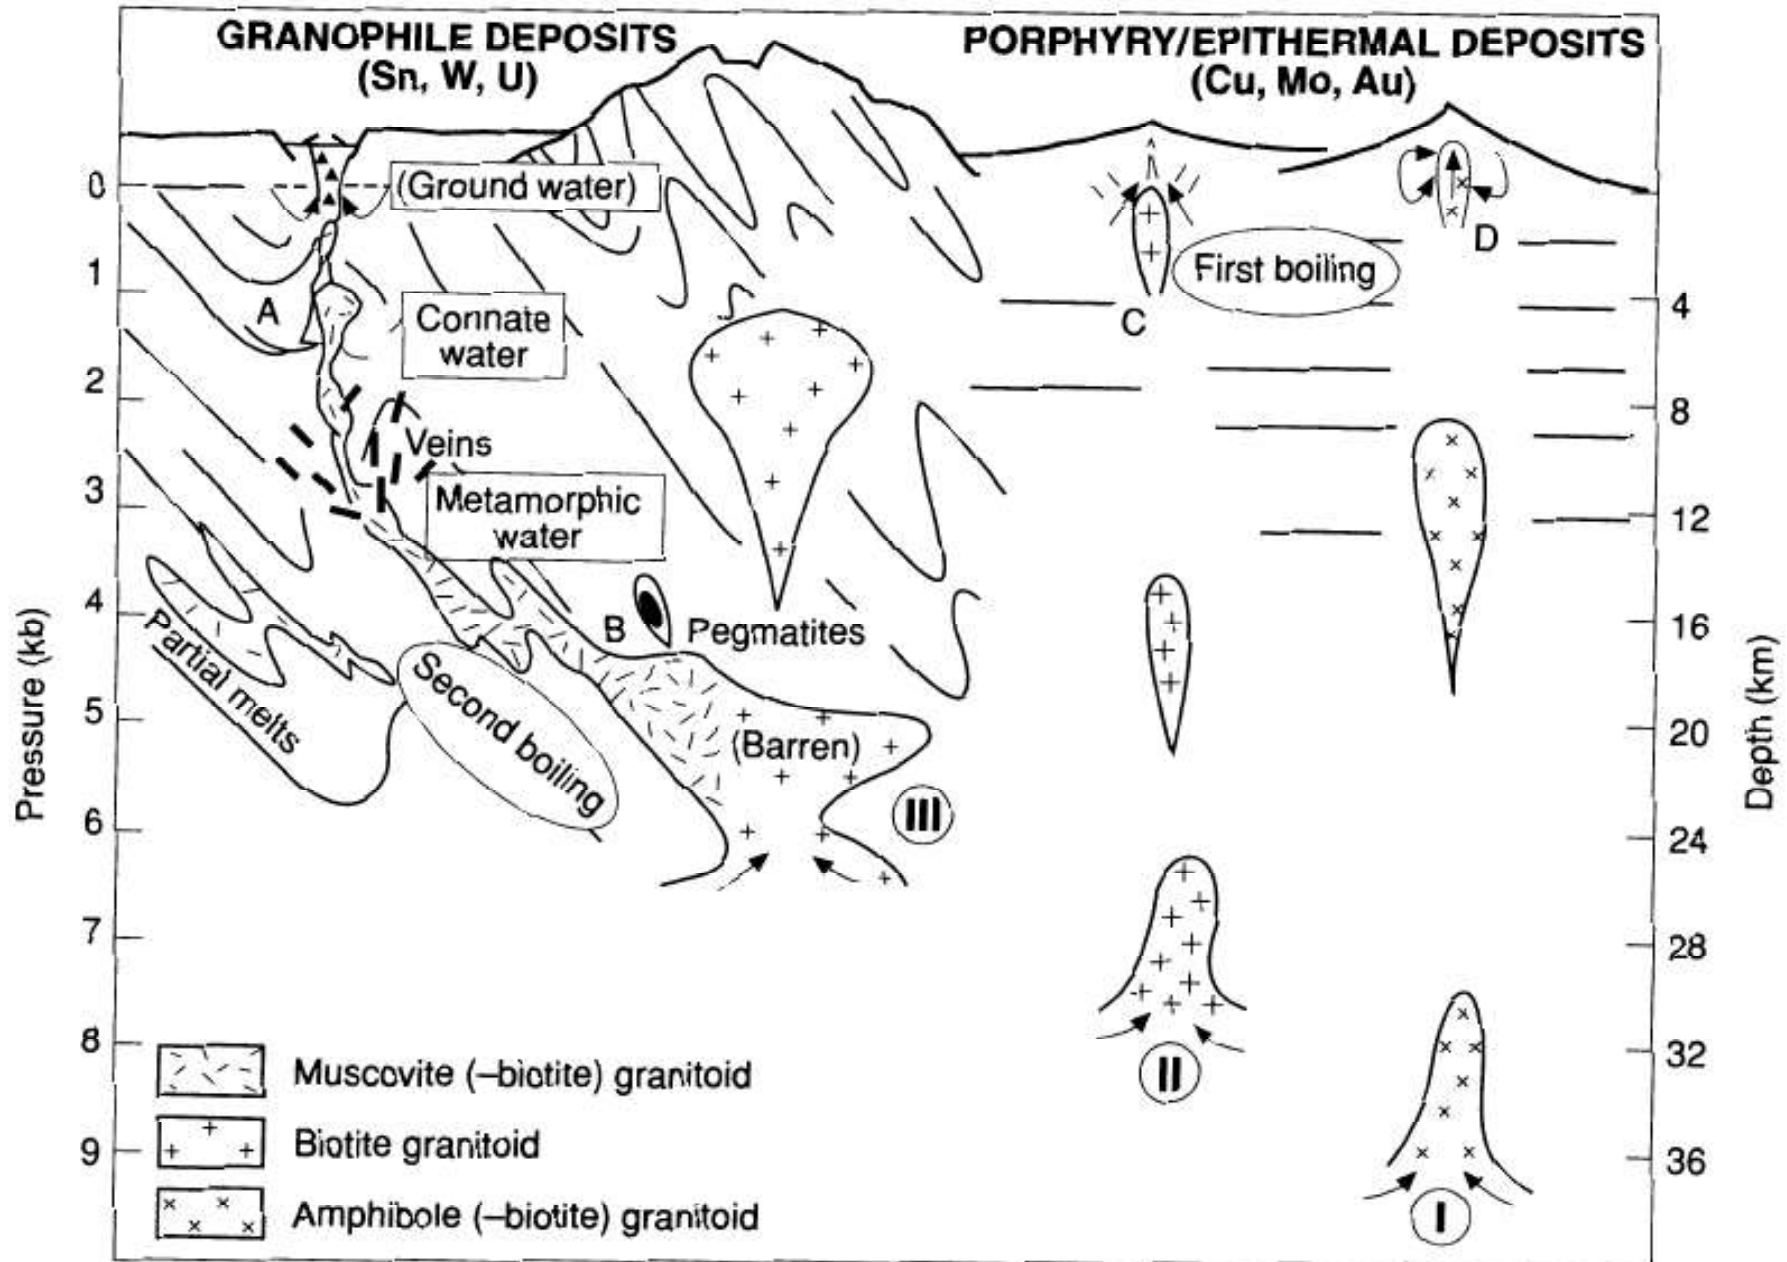 GRANOPHILE DEPOSITS
(Sn, W, U)
PORPHYRY/EPITHERMAL DEPOSITS
(Cu, Mo, Au)
(Ground water)
0
1
2
3
4
5
6
7
8
9
Pressure (kb)
A
Connate
water
Veins
Metamorphic
water
B
Pegmatites
Partial melts
Second boiling
(Barren)
III
First boiling
C
D
II
I
4
8
12
16
20
24
28
32
36
Depth (km)
Muscovite (–biotite) granitoid
Biotite granitoid
Amphibole (–biotite) granitoid